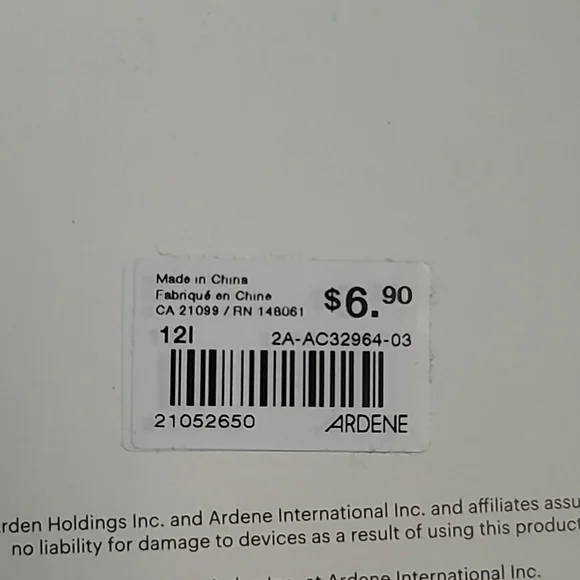 Made in China
Fabriqué en Chine
CA 21099 / RN 148061
$6.90
12I
2A-AC32964-03
21052650
ARDENE
rden Holdings Inc. and Ardene International Inc. and affiliates assu
no liability for damage to devices as a result of using this product
at Ardene International Inc.